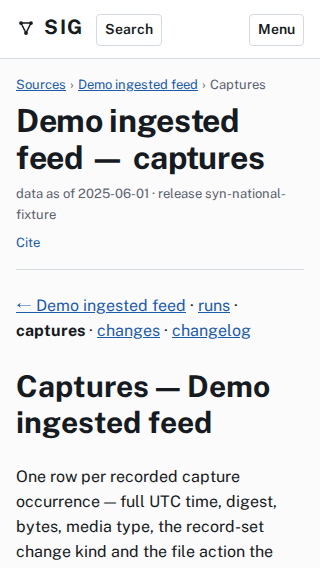 SIG
Search
Menu
Sources › Demo ingested feed › Captures
Demo ingested
feed — captures
data as of 2025-06-01 · release syn-national-
fixture
Cite
← Demo ingested feed · runs ·
captures · changes · changelog
Captures — Demo
ingested feed
One row per recorded capture
occurrence — full UTC time, digest,
bytes, media type, the record-set
change kind and the file action the